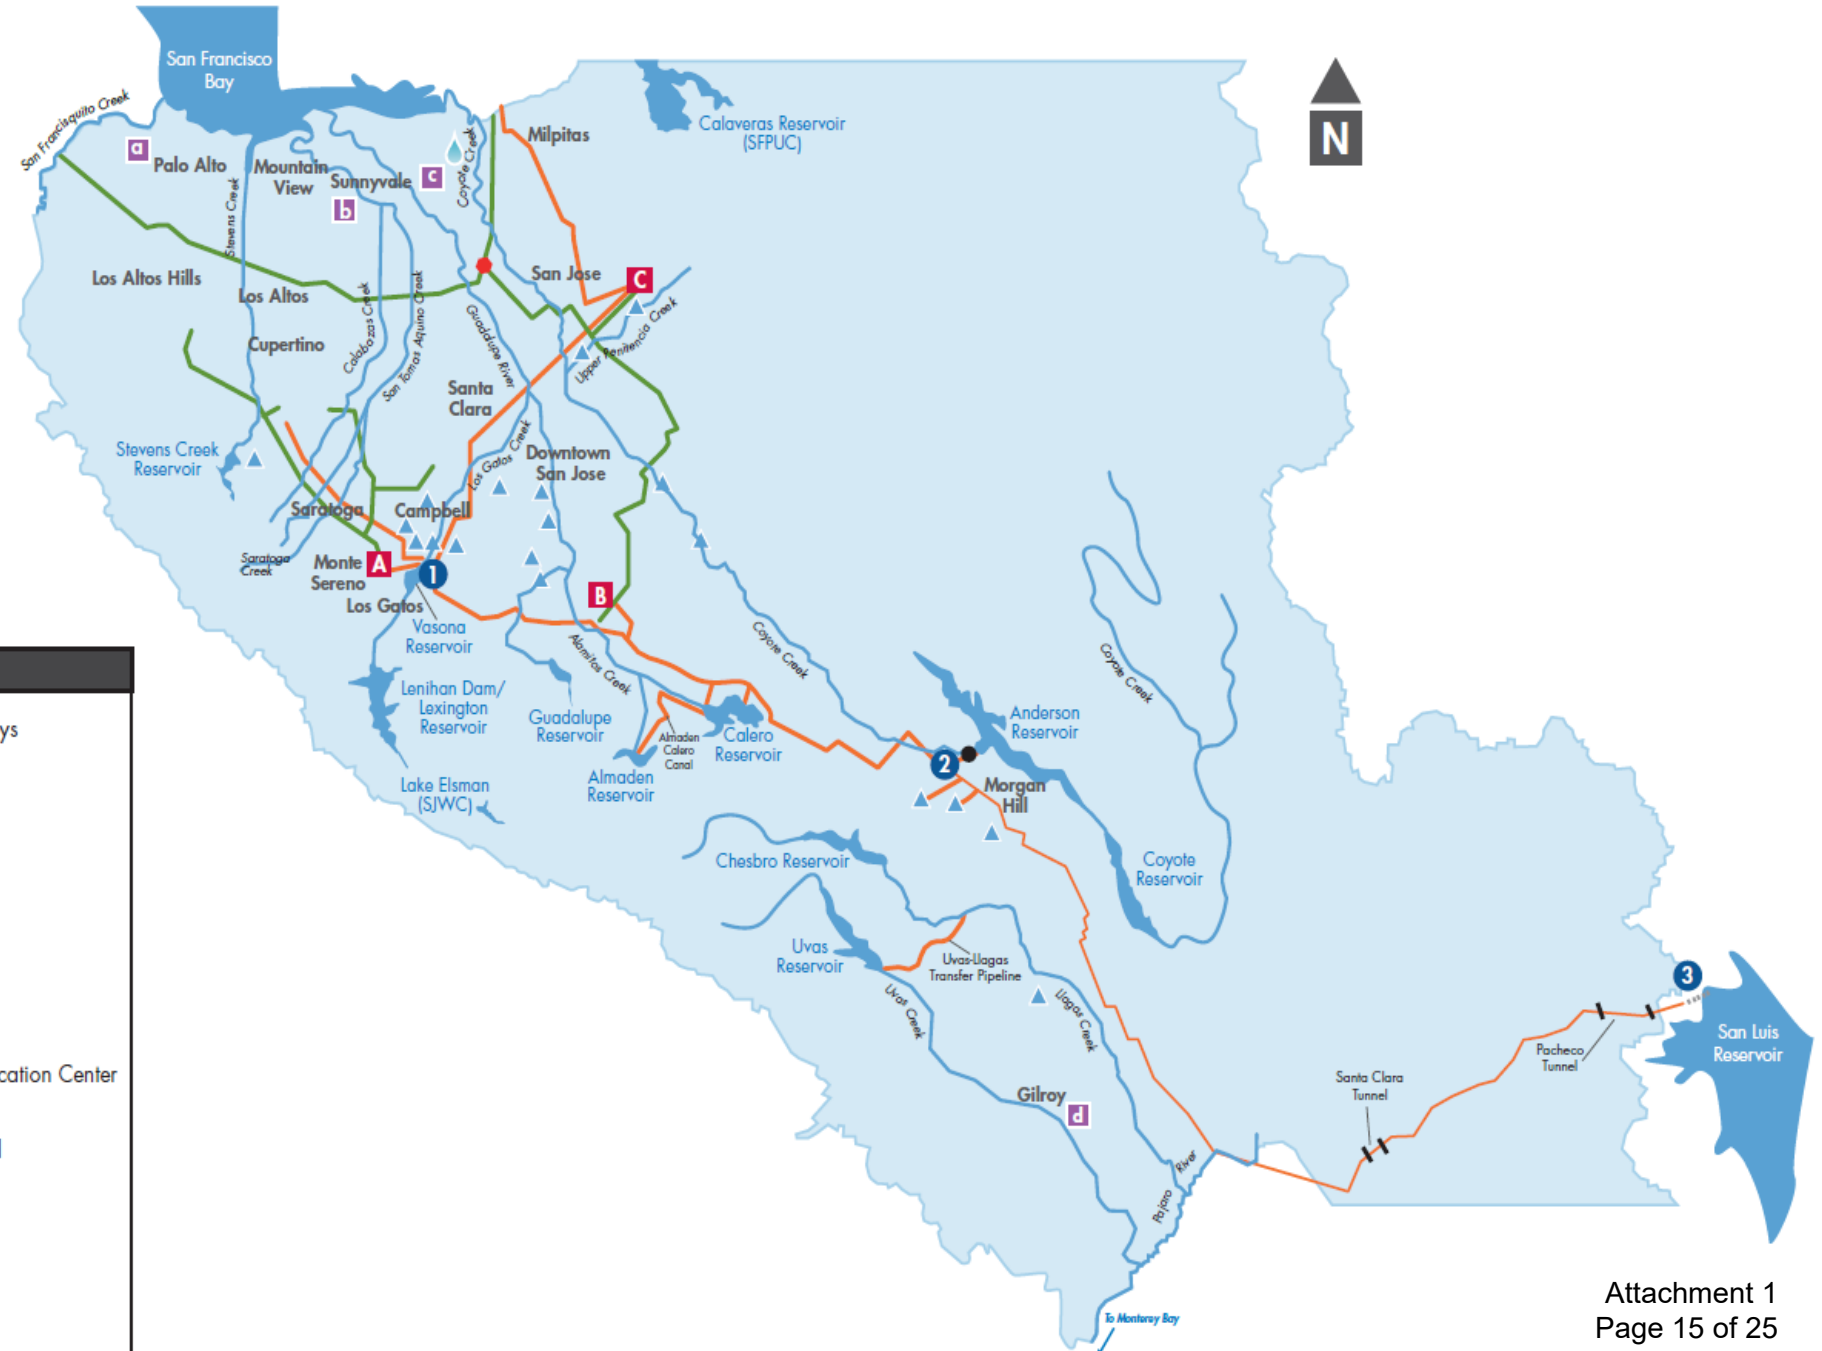 San Francisco
Bay
San Francisquito Creek
N
Calaveras Reservoir
(SFPUC)
Milpitas
a
Palo Alto
Mountain
View
Sunnyvale
b
c
Coyote Creek
Stevens Creek
Los Altos Hills
Los Altos
San Jose
C
Cupertino
Calabazas Creek
San Tomas Aquino Creek
Guadalupe River
Upper Penitencia Creek
Santa
Clara
Stevens Creek
Reservoir
Los Gatos Creek
Downtown
San Jose
Saratoga
Campbell
Saratoga
Creek
Monte
Sereno
A
1
Los Gatos
Vasona
Reservoir
B
Alamitos Creek
Coyote Creek
Coyote Creek
Lenihan Dam/
Lexington
Reservoir
Guadalupe
Reservoir
Almaden
Calero
Canal
Calero
Reservoir
Anderson
Reservoir
2
Almaden
Reservoir
Lake Elsman
(SJWC)
Morgan
Hill
Chesbro Reservoir
Coyote
Reservoir
Uvas
Reservoir
Uvas-Llagas
Transfer Pipeline
Uvas Creek
Llagas Creek
3
San Luis
Reservoir
Pacheco
Tunnel
Santa Clara
Tunnel
Gilroy
d
Pajaro River
To Monterey Bay
ys
cation Center
Attachment 1
Page 15 of 25